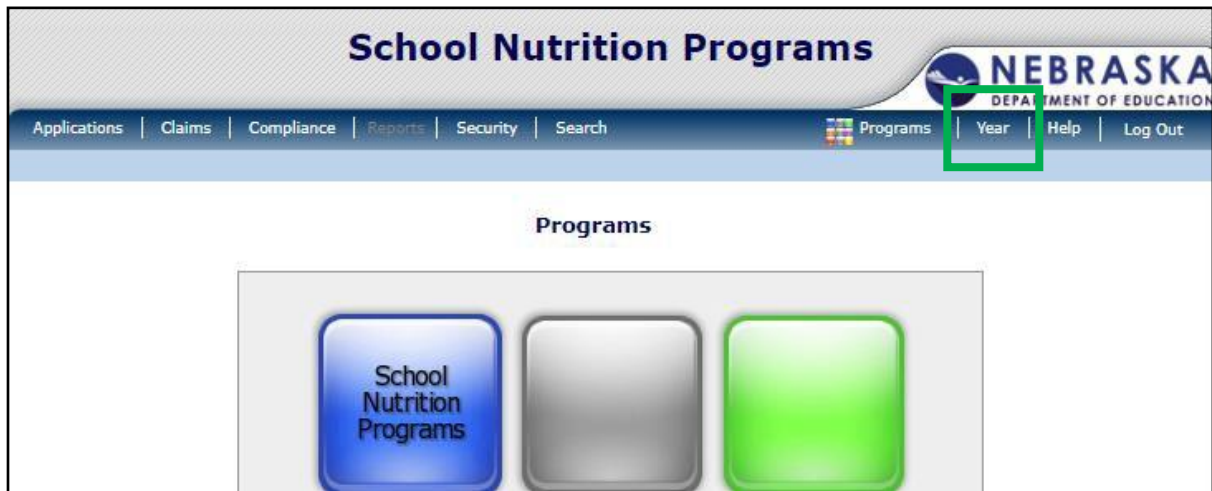 School Nutrition Programs
NEBRASKA
DEPARTMENT OF EDUCATION
Applications | Claims | Compliance | Reports | Security | Search Programs | Year | Help | Log Out
Programs
School
Nutrition
Programs